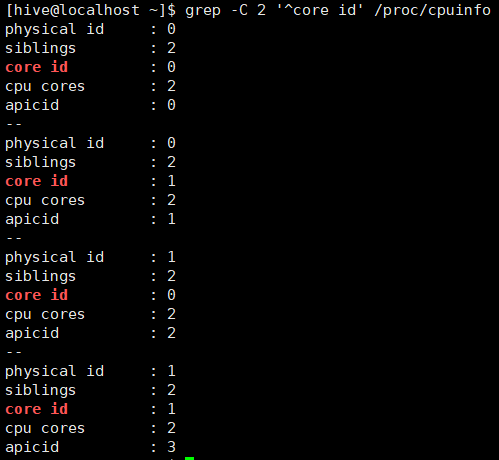 [hive@localhost ~]$ grep -C 2 '^core id' /proc/cpuinfo
physical id     : 0
siblings        : 2
core id         : 0
cpu cores       : 2
apicid          : 0
--
physical id     : 0
siblings        : 2
core id         : 1
cpu cores       : 2
apicid          : 1
--
physical id     : 1
siblings        : 2
core id         : 0
cpu cores       : 2
apicid          : 2
--
physical id     : 1
siblings        : 2
core id         : 1
cpu cores       : 2
apicid          : 3